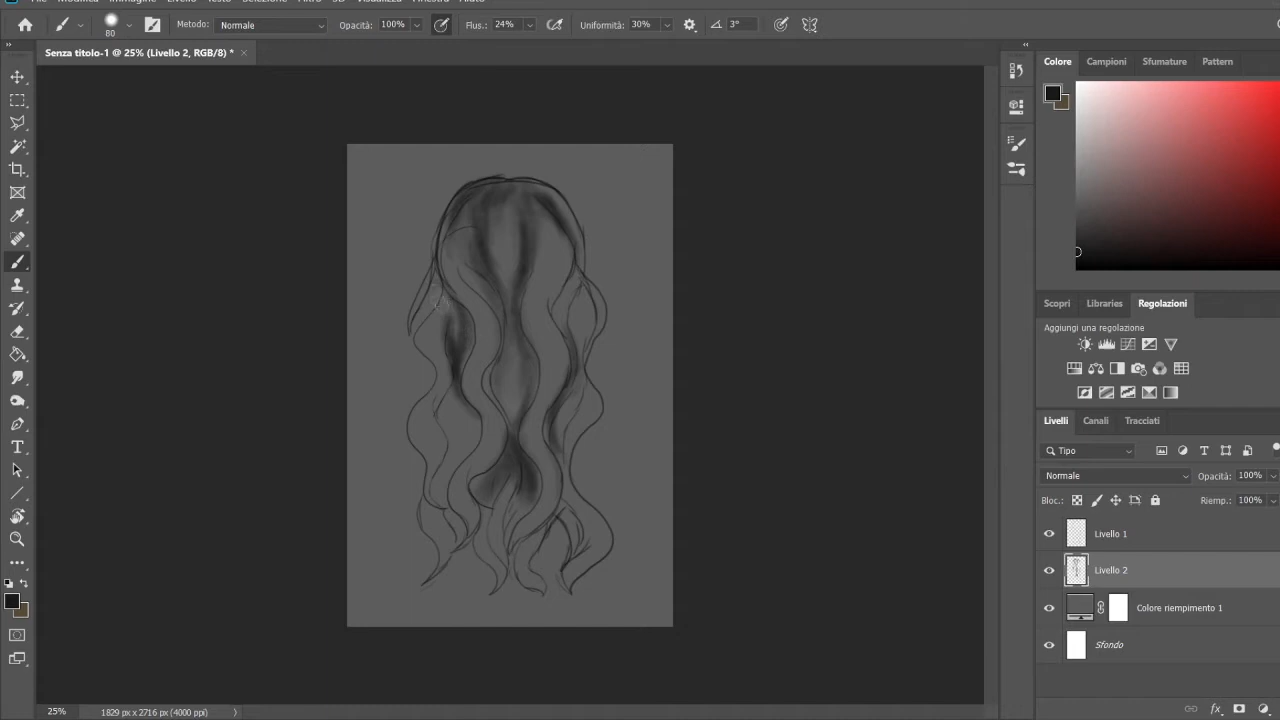 Metodo: Normale Opacità: 100% Flus.: 24% Uniformità: 30% 3°
80
Senza titolo-1 @ 25% (Livello 2, RGB/8) * ×
Colore Campioni Sfumature Pattern
Scopri Libraries Regolazioni
Aggiungi una regolazione
Livelli Canali Tracciati
Tipo
Normale Opacità: 100%
Bloc.: Riemp.: 100%
Livello 1
Livello 2
Colore riempimento 1
Sfondo
25% 1829 px x 2716 px (4000 ppi)